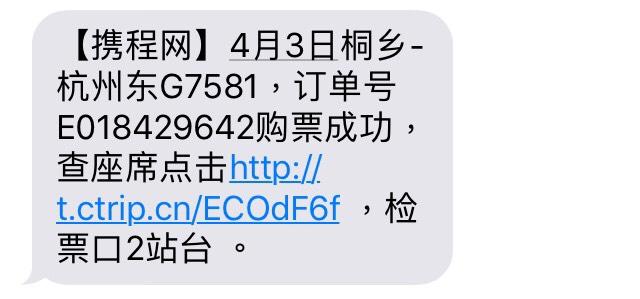 【携程网】4月3日桐乡-
杭州东G7581，订单号
E018429642购票成功，
查座席点击http://
t.ctrip.cn/ECOdF6f ，检
票口2站台 。